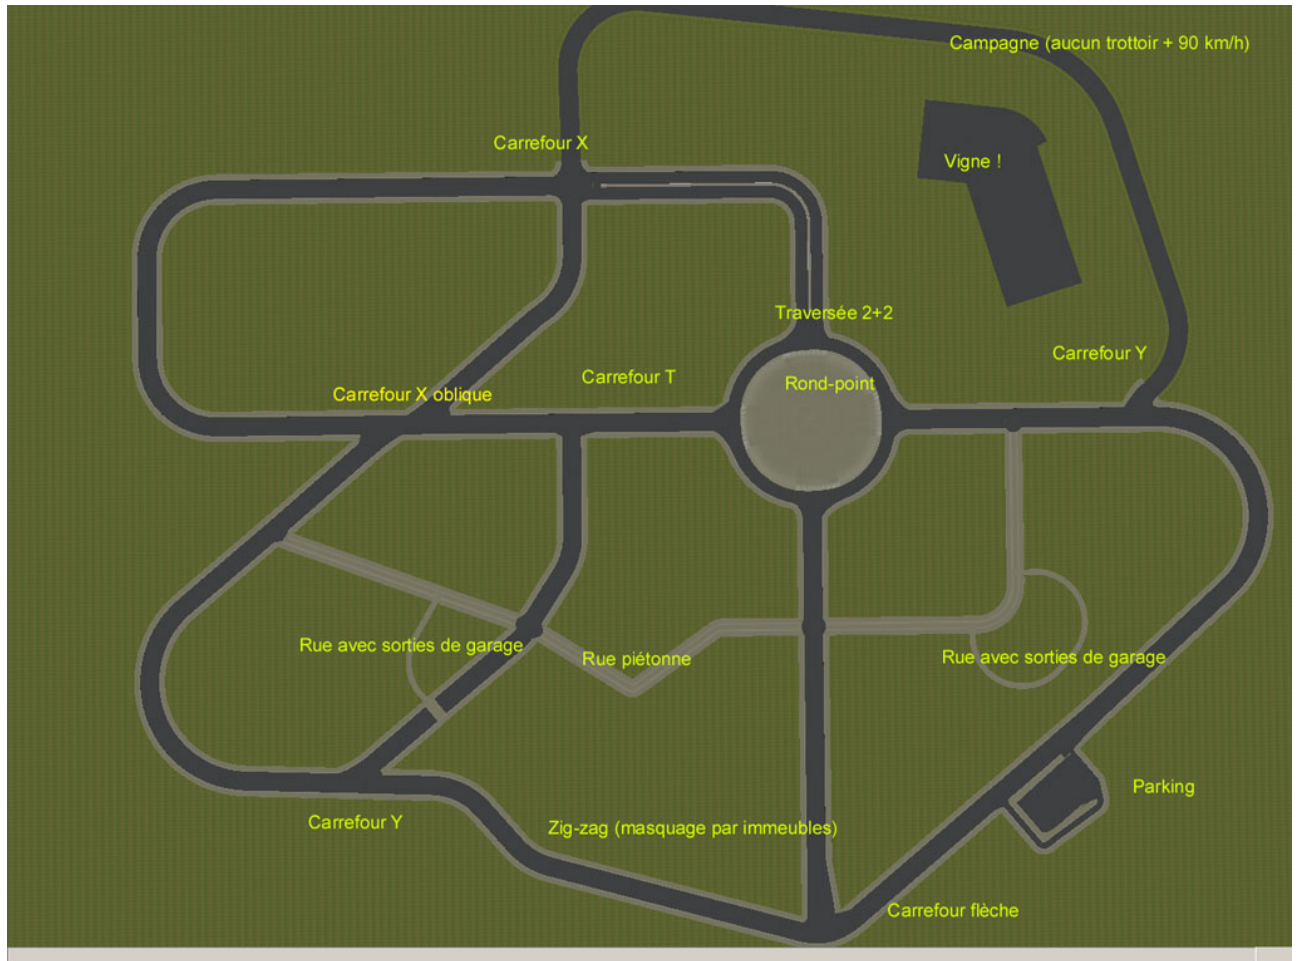 Campagne (aucun trottoir + 90 km/h)
Carrefour X
Vigne !
Traversée 2+2
Carrefour Y
Carrefour T
Rond-point
Carrefour X oblique
Rue avec sorties de garage
Rue piétonne
Rue avec sorties de garage
Parking
Carrefour Y
Zig-zag (masquage par immeubles)
Carrefour flèche